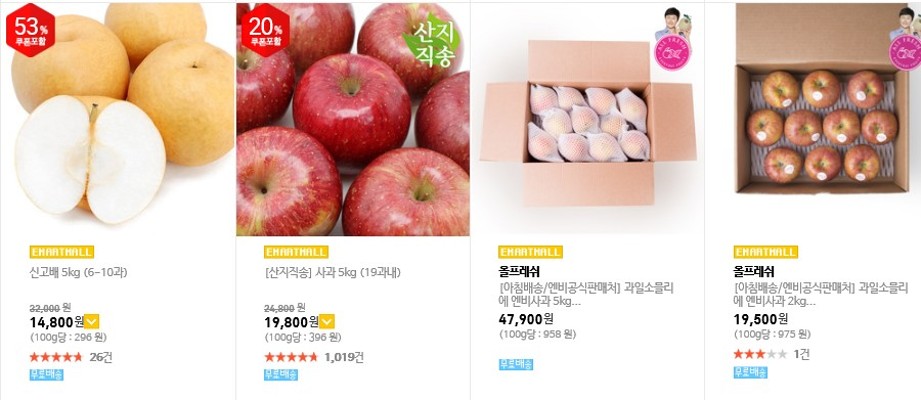 53%
쿠폰포함
EMARTMALL
신고배 5kg (6-10과)
32,000 원
14,800원
(100g당 : 296 원)
26건
무료배송
20%
쿠폰포함
산지
직송
EMARTMALL
[산지직송] 사과 5kg (19과내)
24,800 원
19,800원
(100g당 : 396 원)
1,019건
무료배송
EMARTMALL
올프레쉬
[아침배송/엔비공식판매처] 과일소믈리
에 엔비사과 5kg...
47,900원
(100g당 : 958 원)
무료배송
EMARTMALL
올프레쉬
[아침배송/엔비공식판매처] 과일소믈리
에 엔비사과 2kg...
19,500원
(100g당 : 975 원)
1건
무료배송